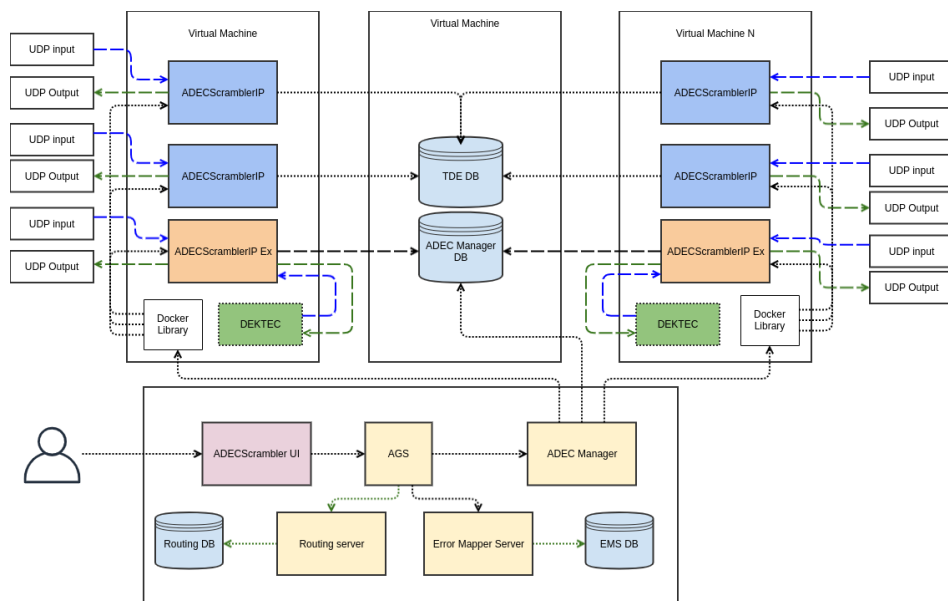 Virtual Machine
Virtual Machine
Virtual Machine N
UDP input
UDP Output
UDP input
UDP Output
UDP input
UDP Output
ADECScramblerIP
ADECScramblerIP
ADECScramblerIP Ex
Docker
Library
DEKTEC
TDE DB
ADEC Manager
DB
ADECScramblerIP
ADECScramblerIP
ADECScramblerIP Ex
DEKTEC
Docker
Library
UDP input
UDP Output
UDP input
UDP Output
UDP input
UDP Output
ADECScrambler UI
AGS
ADEC Manager
Routing DB
Routing server
Error Mapper Server
EMS DB